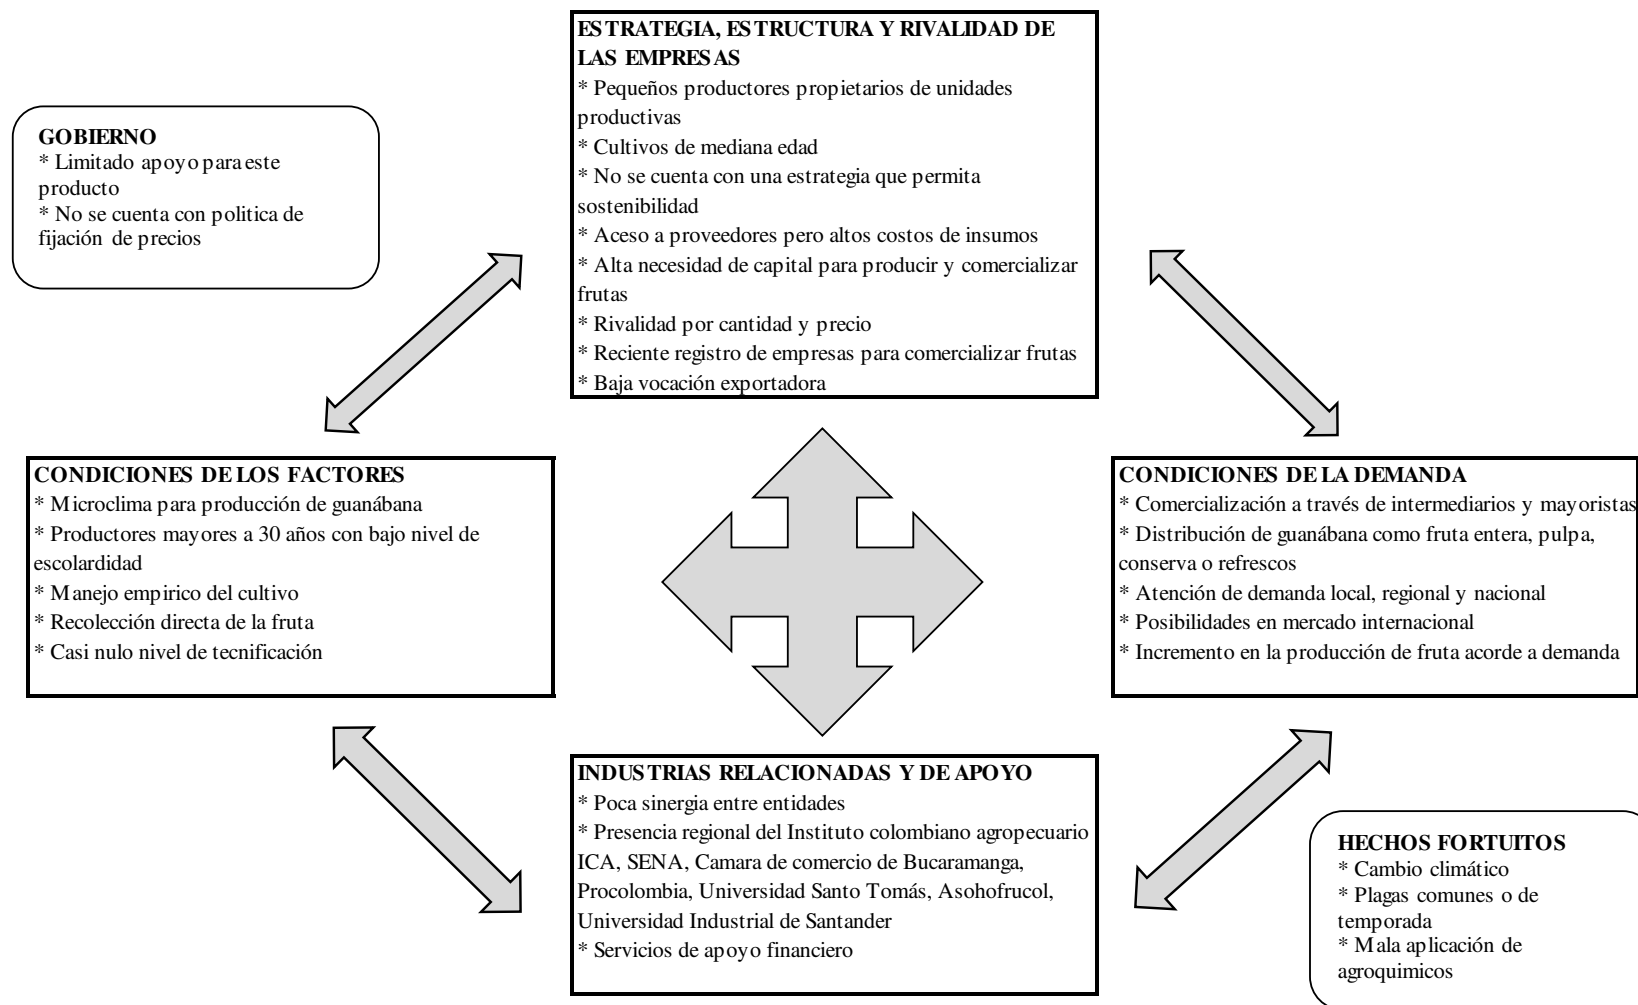 ESTRATEGIA, ESTRUCTURA Y RIVALIDAD DE
LAS EMPRESAS
* Pequeños productores propietarios de unidades
productivas
* Cultivos de mediana edad
* No se cuenta con una estrategia que permita
sostenibilidad
* Aceso a proveedores pero altos costos de insumos
* Alta necesidad de capital para producir y comercializar
frutas
* Rivalidad por cantidad y precio
* Reciente registro de empresas para comercializar frutas
* Baja vocación exportadora
GOBIERNO
* Limitado apoyo para este
producto
* No se cuenta con politica de
fijación de precios
CONDICIONES DE LOS FACTORES
* Microclima para producción de guanábana
* Productores mayores a 30 años con bajo nivel de
escolardidad
* Manejo empirico del cultivo
* Recolección directa de la fruta
* Casi nulo nivel de tecnificación
CONDICIONES DE LA DEMANDA
* Comercialización a través de intermediarios y mayoristas
* Distribución de guanábana como fruta entera, pulpa,
conserva o refrescos
* Atención de demanda local, regional y nacional
* Posibilidades en mercado internacional
* Incremento en la producción de fruta acorde a demanda
INDUSTRIAS RELACIONADAS Y DE APOYO
* Poca sinergia entre entidades
* Presencia regional del Instituto colombiano agropecuario
ICA, SENA, Camara de comercio de Bucaramanga,
Procolombia, Universidad Santo Tomás, Asohofrucol,
Universidad Industrial de Santander
* Servicios de apoyo financiero
HECHOS FORTUITOS
* Cambio climático
* Plagas comunes o de
temporada
* Mala aplicación de
agroquimicos